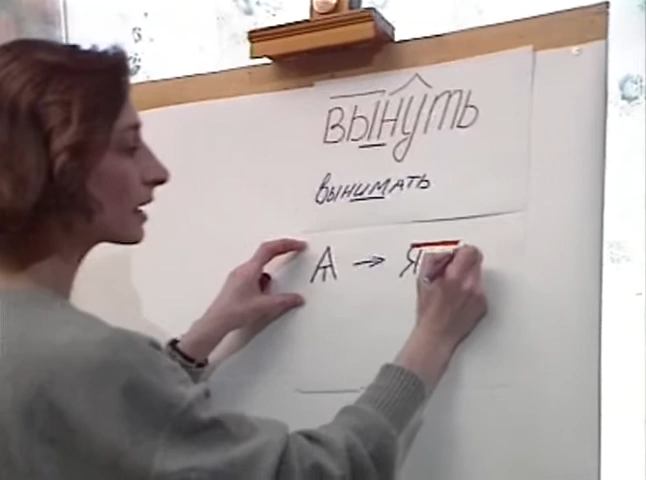 вынуть
вынимать
Ѧ → Я